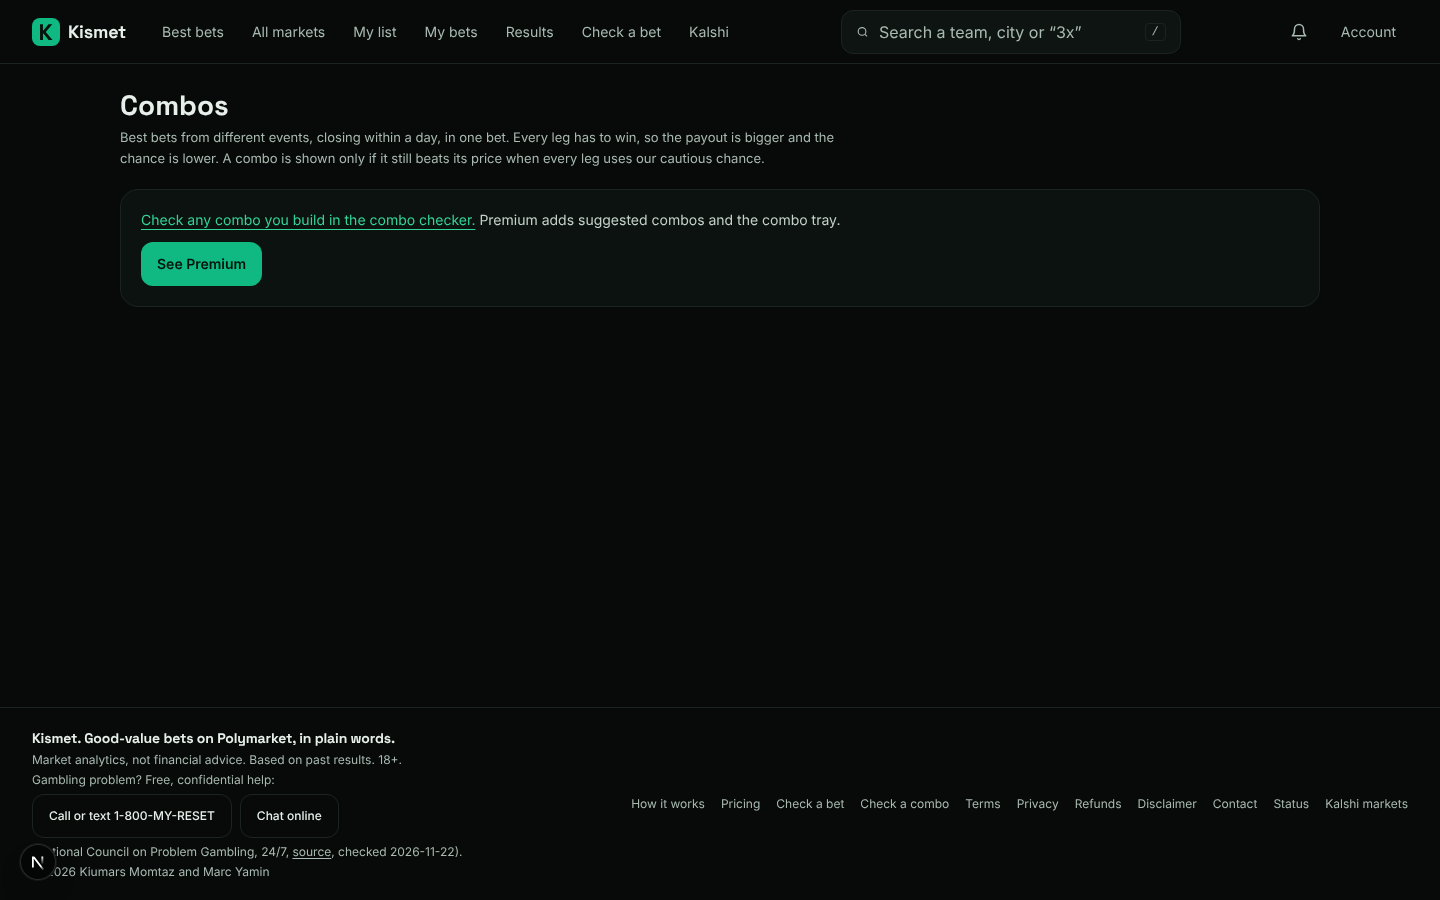 Kismet
Best bets
All markets
My list
My bets
Results
Check a bet
Kalshi
Search a team, city or “3x”
/
Account
Combos
Best bets from different events, closing within a day, in one bet. Every leg has to win, so the payout is bigger and the
chance is lower. A combo is shown only if it still beats its price when every leg uses our cautious chance.
Check any combo you build in the combo checker. Premium adds suggested combos and the combo tray.
See Premium
Kismet. Good-value bets on Polymarket, in plain words.
Market analytics, not financial advice. Based on past results. 18+.
Gambling problem? Free, confidential help:
Call or text 1-800-MY-RESET
Chat online
Council on Problem Gambling, 24/7, source, checked 2026-11-22).
Kiumars Momtaz and Marc Yamin
How it works
Pricing
Check a bet
Check a combo
Terms
Privacy
Refunds
Disclaimer
Contact
Status
Kalshi markets